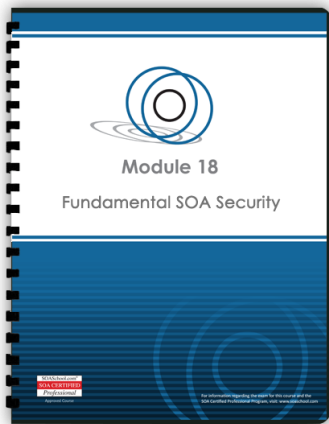 Module 18
Fundamental SOA Security
SOASchool.com®
SOA CERTIFIED
Professional
Approved Course
For information regarding the exam for this course and the
SOA Certified Professional Program, visit: www.soaschool.com